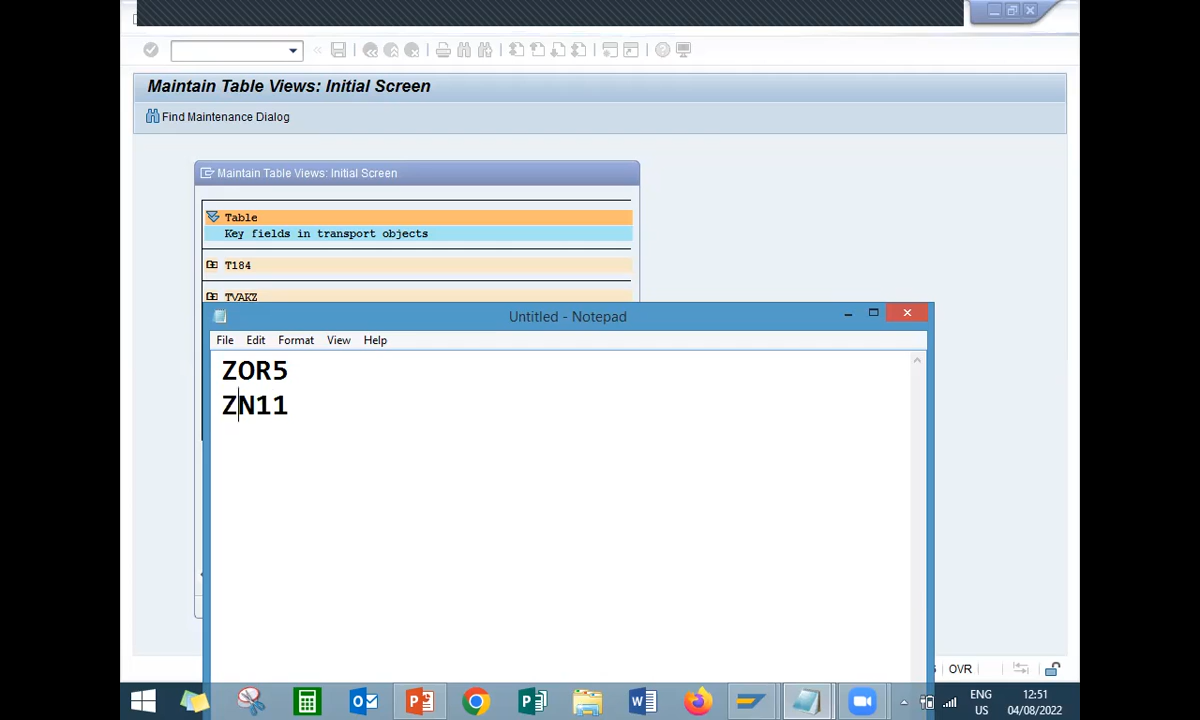 Maintain Table Views: Initial Screen
Find Maintenance Dialog
Maintain Table Views: Initial Screen
Table
Key fields in transport objects
T184
TVAKZ
Untitled - Notepad
File Edit Format View Help
ZOR5
ZN11
OVR
ENG 12:51
US 04/08/2022